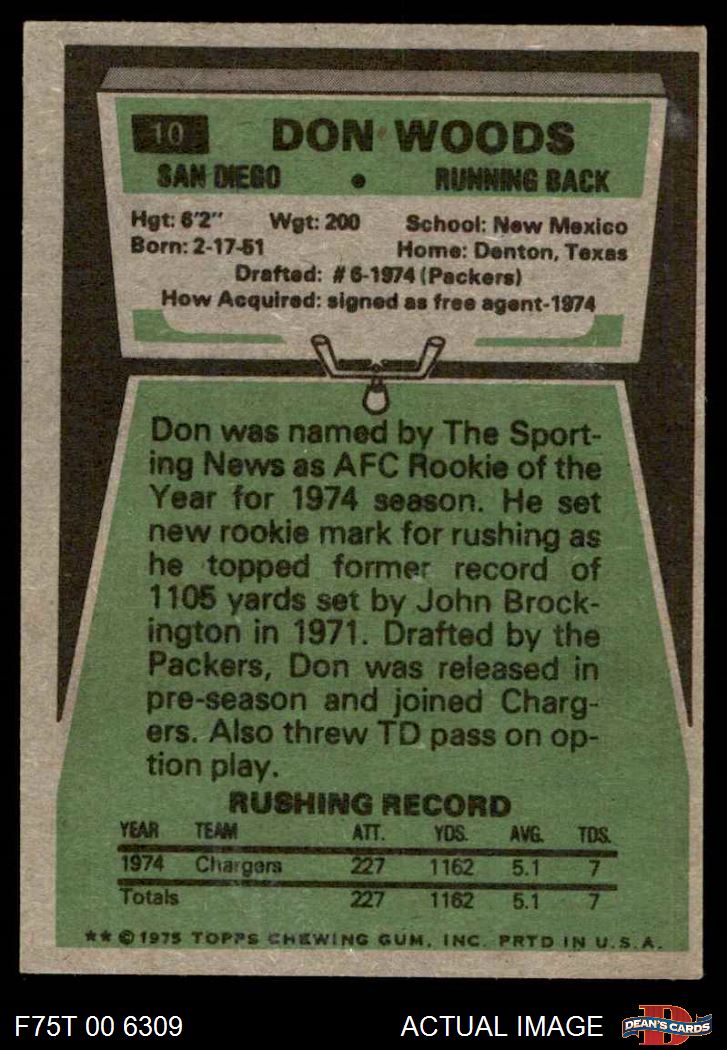 10 DON WOODS
SAN DIEGO • RUNNING BACK
Hgt: 6'2" Wgt: 200 School: New Mexico
Born: 2-17-51 Home: Denton, Texas
Drafted: #6-1974 (Packers)
How Acquired: signed as free agent-1974
Don was named by The Sport-
ing News as AFC Rookie of the
Year for 1974 season. He set
new rookie mark for rushing as
he topped former record of
1105 yards set by John Brock-
ington in 1971. Drafted by the
Packers, Don was released in
pre-season and joined Charg-
ers. Also threw TD pass on op-
tion play.
RUSHING RECORD
YEAR TEAM ATT. YDS. AVG. TDS.
1974 Chargers 227 1162 5.1 7
Totals 227 1162 5.1 7
** © 1975 TOPPS CHEWING GUM, INC. PRTD IN U.S.A.
F75T 00 6309 ACTUAL IMAGE D DEAN'S CARDS